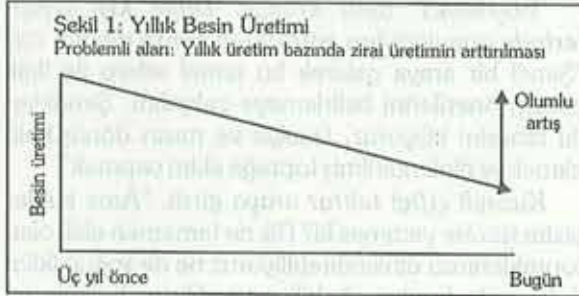 Şekil 1: Yıllık Besin Üretimi
Problemli alan: Yıllık üretim bazında zirai üretimin arttırılması
Besin üretimi
Olumlu
artış
Üç yıl önce
Bugün